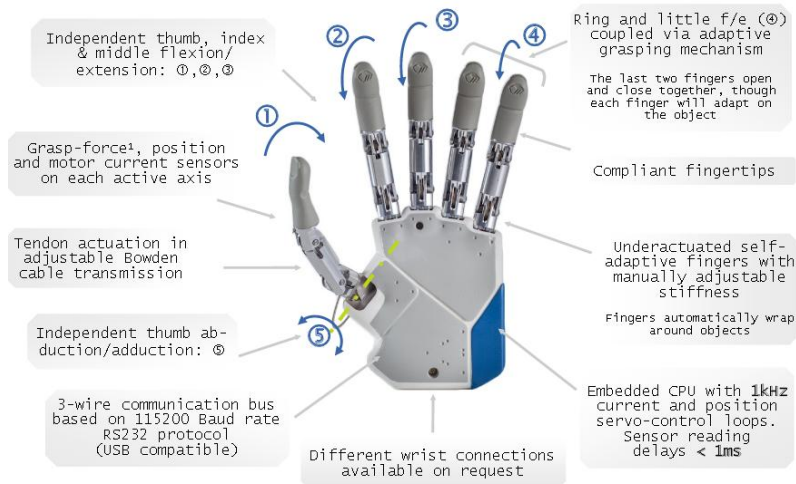 Independent thumb, index
& middle flexion/
extension: ①,②,③
②
③
④
①
Ring and little f/e (④)
coupled via adaptive
grasping mechanism
The last two fingers open
and close together, though
each finger will adapt on
the object
Grasp-force¹, position
and motor current sensors
on each active axis
Compliant fingertips
Tendon actuation in
adjustable Bowden
cable transmission
Underactuated self-
adaptive fingers with
manually adjustable
stiffness
Fingers automatically wrap
around objects
Independent thumb ab-
duction/adduction: ⑤
⑤
3-wire communication bus
based on 115200 Baud rate
RS232 protocol
(USB compatible)
Different wrist connections
available on request
Embedded CPU with 1kHz
current and position
servo-control loops.
Sensor reading
delays < 1ms